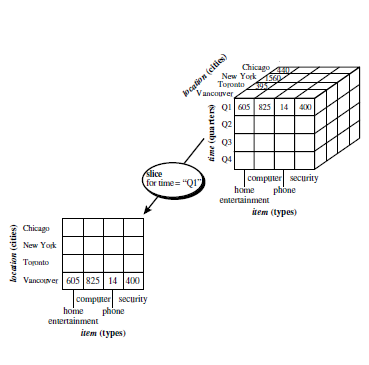 location (cities)
Chicago 440
New York 1560
Toronto 395
Vancouver
time (quarters)
Q1 605 825 14 400
Q2
Q3
Q4
computer security
home phone
entertainment
item (types)
slice
for time = “Q1”
location (cities)
Chicago
New York
Toronto
Vancouver 605 825 14 400
computer security
home phone
entertainment
item (types)